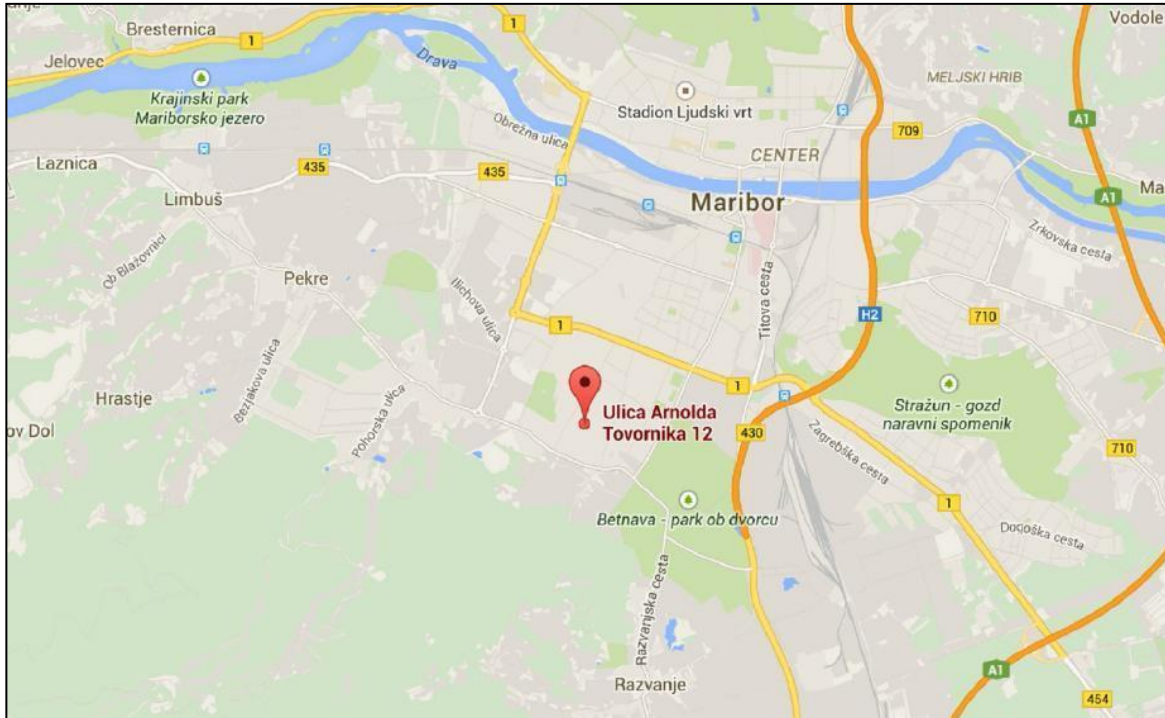 Bresternica
Jelovec
1
1
Drava
Vodole
MELJSKI HRIB
Krajinski park
Mariborsko jezero
Stadion Ljudski vrt
A1
Obrežna ulica
709
Laznica
435
435
CENTER
A1
Ma
Limbuš
Maribor
Zrkovska cesta
Ob Blažovnici
Pekre
Ilichova ulica
Titova cesta
H2
710
1
Bezjakova ulica
1
Hrastje
Pohorska ulica
Ulica Arnolda
Tovornika 12
Stražun - gozd
naravni spomenik
ov Dol
430
Zagrebška cesta
710
Betnava - park ob dvorcu
1
Dogoška cesta
Razvanjska cesta
A1
Razvanje
454